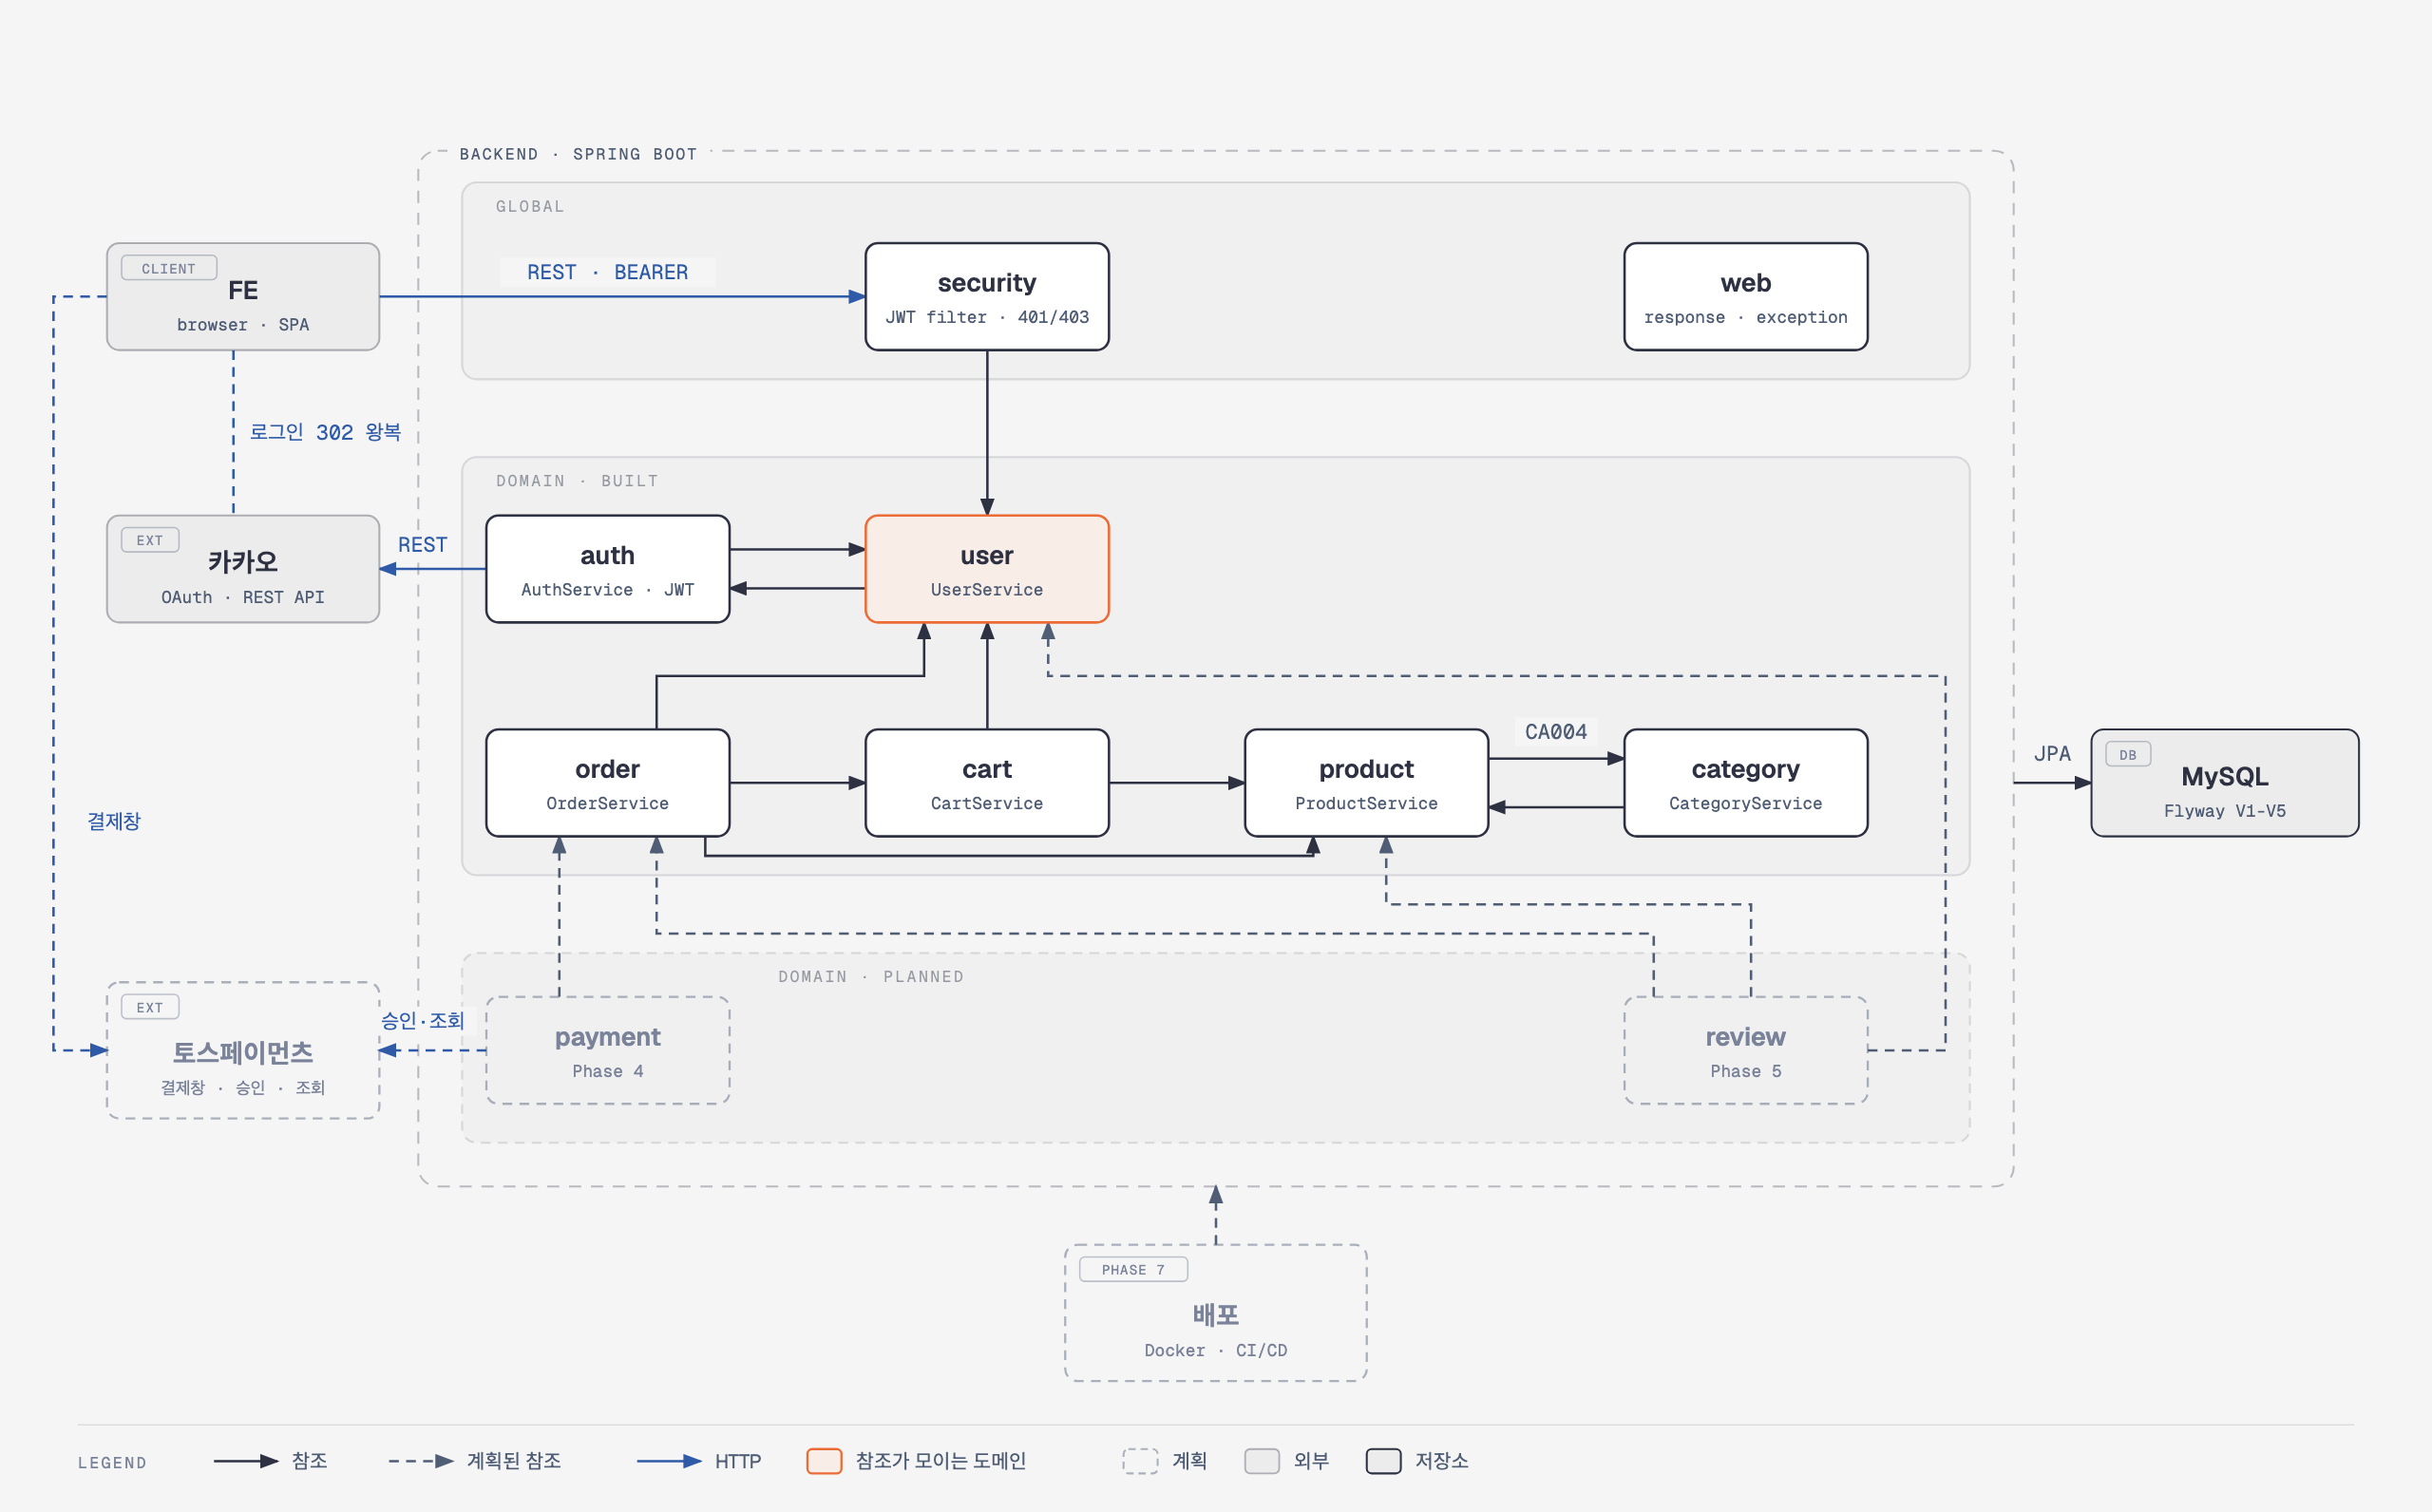 BACKEND · SPRING BOOT
GLOBAL
CLIENT
FE
browser · SPA
REST · BEARER
security
JWT filter · 401/403
web
response · exception
로그인 302 왕복
DOMAIN · BUILT
EXT
카카오
OAuth · REST API
REST
auth
AuthService · JWT
user
UserService
order
OrderService
cart
CartService
product
ProductService
CA004
category
CategoryService
JPA
DB
MySQL
Flyway V1-V5
결제창
DOMAIN · PLANNED
EXT
토스페이먼츠
결제창 · 승인 · 조회
승인·조회
payment
Phase 4
review
Phase 5
PHASE 7
배포
Docker · CI/CD
LEGEND
참조
계획된 참조
HTTP
참조가 모이는 도메인
계획
외부
저장소